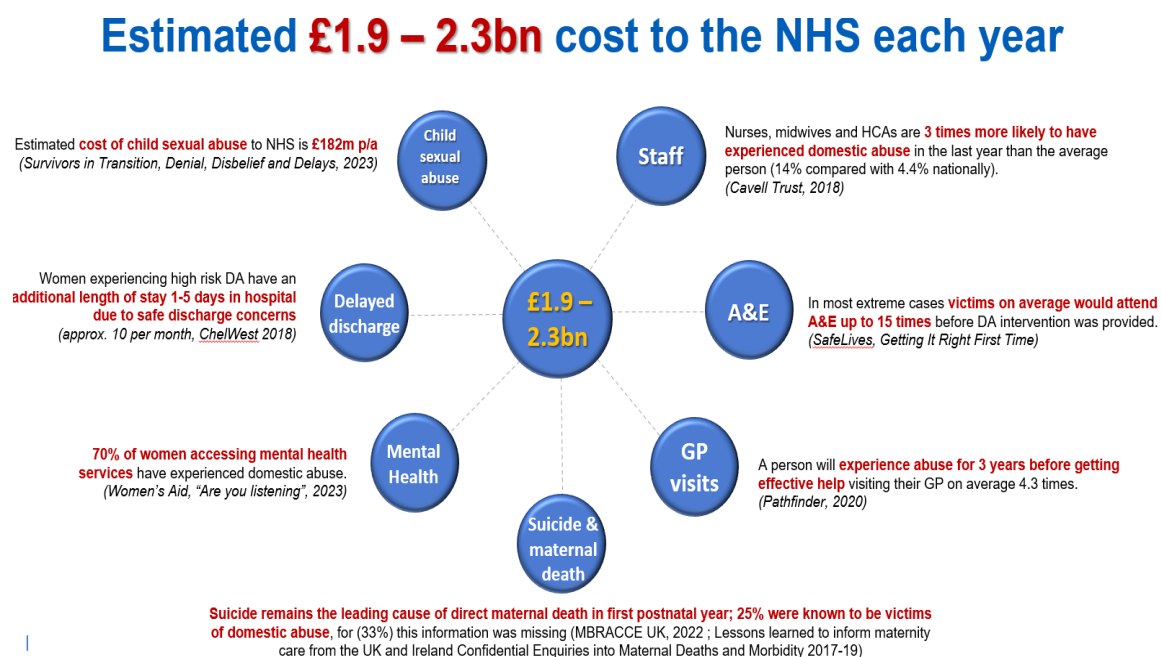 Estimated £1.9 – 2.3bn cost to the NHS each year
Child
sexual
abuse
Estimated cost of child sexual abuse to NHS is £182m p/a
(Survivors in Transition, Denial, Disbelief and Delays, 2023)
Staff
Nurses, midwives and HCAs are 3 times more likely to have
experienced domestic abuse in the last year than the average
person (14% compared with 4.4% nationally).
(Cavell Trust, 2018)
Women experiencing high risk DA have an
additional length of stay 1-5 days in hospital
due to safe discharge concerns
(approx. 10 per month, ChelWest 2018)
Delayed
discharge
£1.9 –
2.3bn
A&E
In most extreme cases victims on average would attend
A&E up to 15 times before DA intervention was provided.
(SafeLives, Getting It Right First Time)
70% of women accessing mental health
services have experienced domestic abuse.
(Women's Aid, “Are you listening”, 2023)
Mental
Health
GP
visits
A person will experience abuse for 3 years before getting
effective help visiting their GP on average 4.3 times.
(Pathfinder, 2020)
Suicide &
maternal
death
Suicide remains the leading cause of direct maternal death in first postnatal year; 25% were known to be victims
of domestic abuse, for (33%) this information was missing (MBRACCE UK, 2022 ; Lessons learned to inform maternity
care from the UK and Ireland Confidential Enquiries into Maternal Deaths and Morbidity 2017-19)